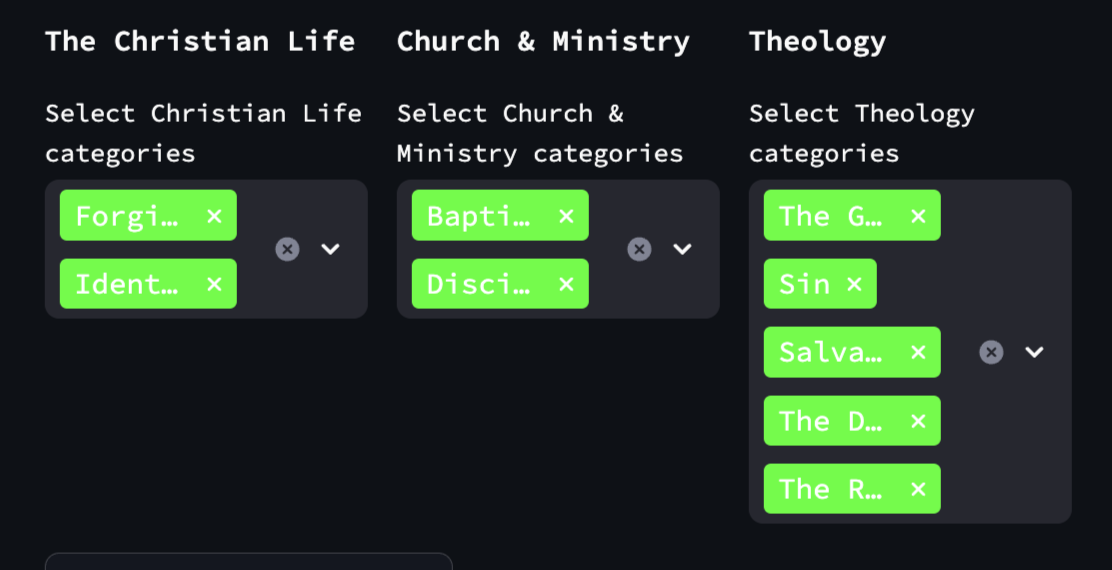 The Christian Life
Select Christian Life
categories
Forgi…
Ident…
Church & Ministry
Select Church &
Ministry categories
Bapti…
Disci…
Theology
Select Theology
categories
The G…
Sin
Salva…
The D…
The R…